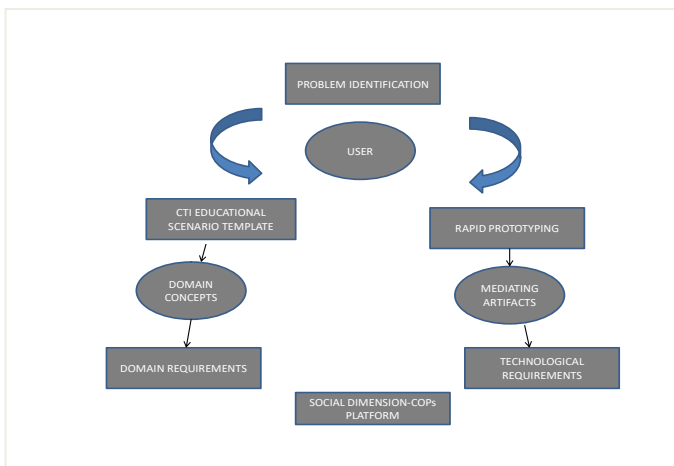 PROBLEM IDENTIFICATION
USER
CTI EDUCATIONAL
SCENARIO TEMPLATE
RAPID PROTOTYPING
DOMAIN
CONCEPTS
MEDIATING
ARTIFACTS
DOMAIN REQUIREMENTS
TECHNOLOGICAL
REQUIREMENTS
SOCIAL DIMENSION-COPs
PLATFORM